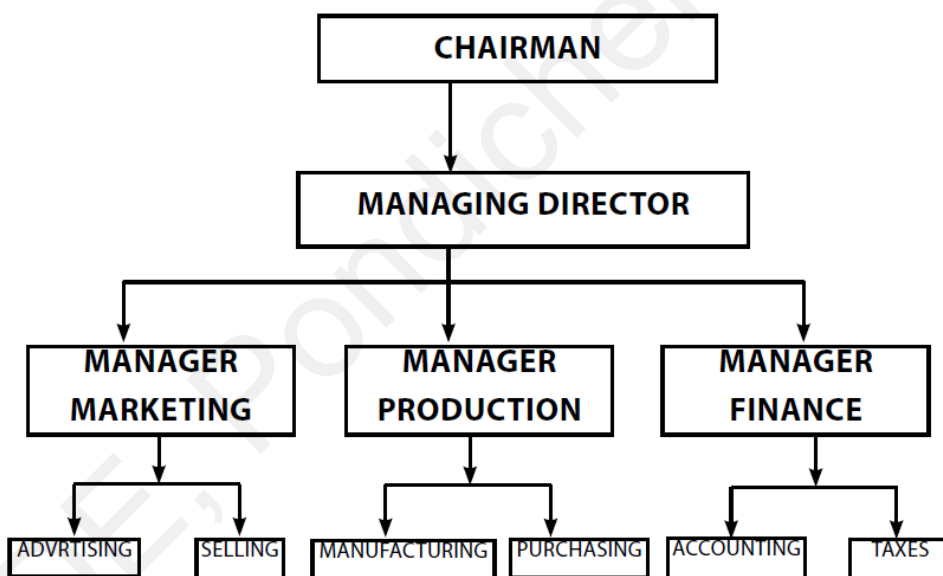 CHAIRMAN
MANAGING DIRECTOR
MANAGER
MARKETING
MANAGER
PRODUCTION
MANAGER
FINANCE
ADVRTISING
SELLING
MANUFACTURING
PURCHASING
ACCOUNTING
TAXES